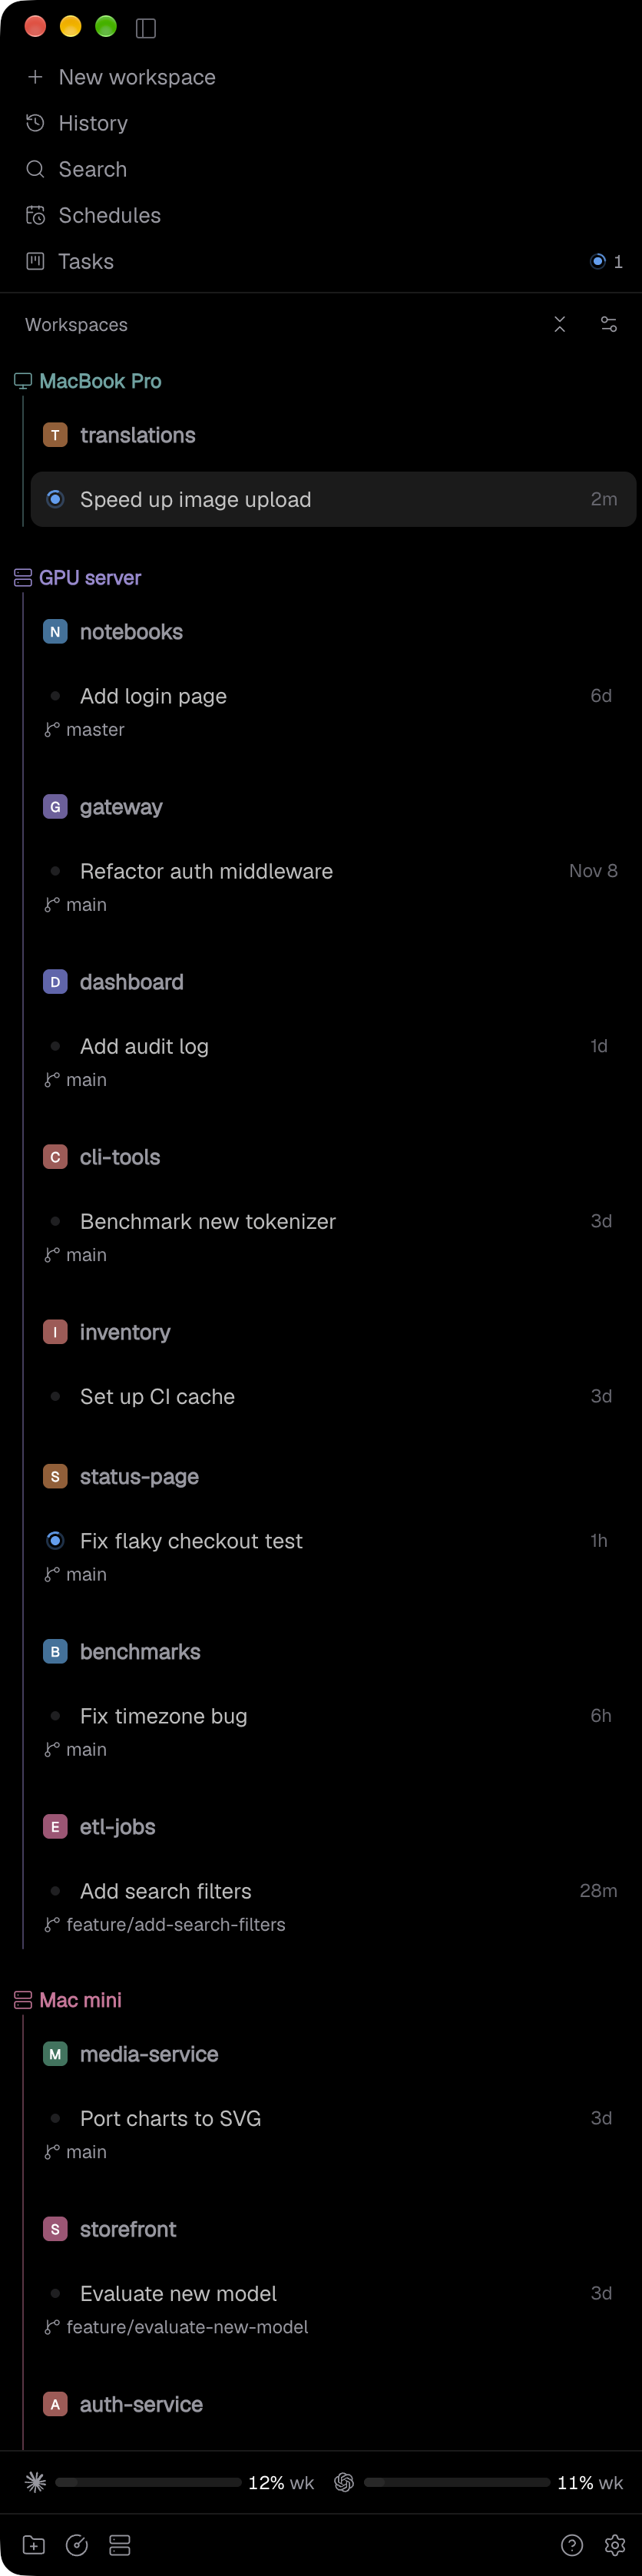 New workspace
History
Search
Schedules
Tasks 1
Workspaces
MacBook Pro
T translations
Speed up image upload 2m
GPU server
N notebooks
Add login page 6d
master
G gateway
Refactor auth middleware Nov 8
main
D dashboard
Add audit log 1d
main
C cli-tools
Benchmark new tokenizer 3d
main
I inventory
Set up CI cache 3d
S status-page
Fix flaky checkout test 1h
main
B benchmarks
Fix timezone bug 6h
main
E etl-jobs
Add search filters 28m
feature/add-search-filters
Mac mini
M media-service
Port charts to SVG 3d
main
S storefront
Evaluate new model 3d
feature/evaluate-new-model
A auth-service
12% wk 11% wk